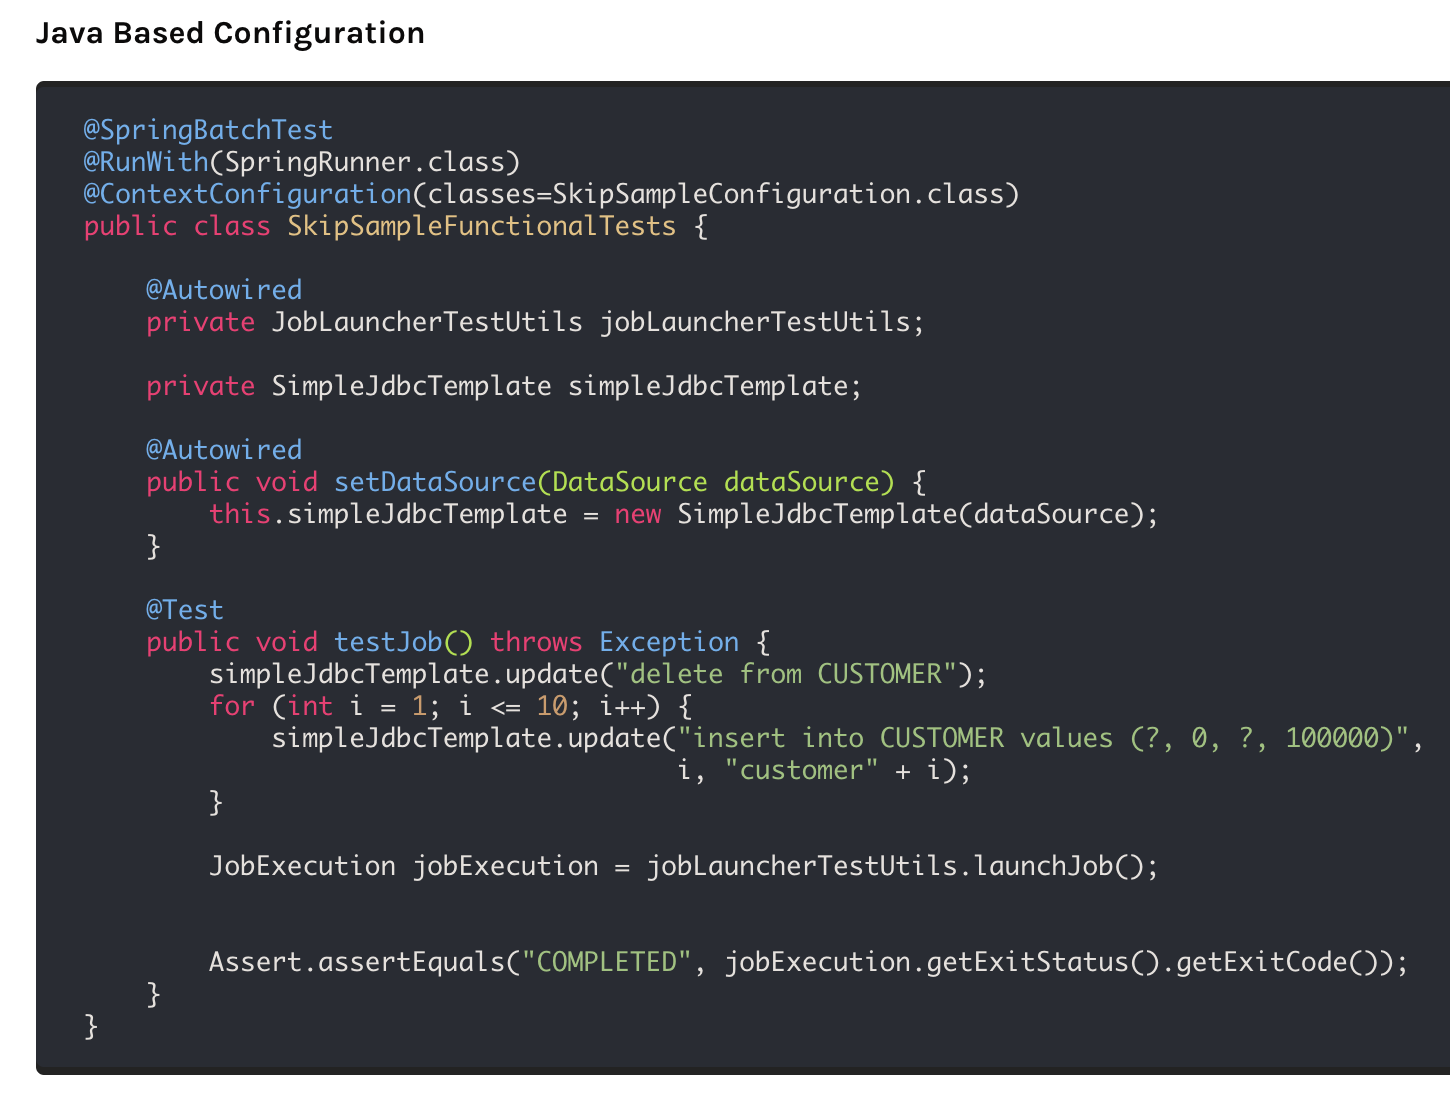 Java Based Configuration
@SpringBatchTest
@RunWith(SpringRunner.class)
@ContextConfiguration(classes=SkipSampleConfiguration.class)
public class SkipSampleFunctionalTests {
    @Autowired
    private JobLauncherTestUtils jobLauncherTestUtils;
    private SimpleJdbcTemplate simpleJdbcTemplate;
    @Autowired
    public void setDataSource(DataSource dataSource) {
        this.simpleJdbcTemplate = new SimpleJdbcTemplate(dataSource);
    }
    @Test
    public void testJob() throws Exception {
        simpleJdbcTemplate.update("delete from CUSTOMER");
        for (int i = 1; i <= 10; i++) {
            simpleJdbcTemplate.update("insert into CUSTOMER values (?, 0, ?, 100000)",
                                      i, "customer" + i);
        }
        JobExecution jobExecution = jobLauncherTestUtils.launchJob();
        Assert.assertEquals("COMPLETED", jobExecution.getExitStatus().getExitCode());
    }
}